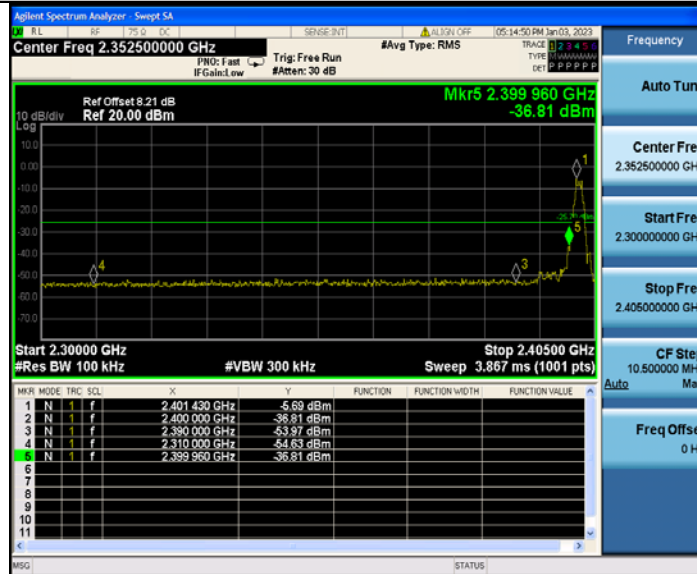 Agilent Spectrum Analyzer - Swept SA
RL RF 75 Ω DC SENSE:INT ALIGN OFF 05:14:50 PM Jan 03, 2023
Center Freq 2.352500000 GHz #Avg Type: RMS TRACE 1 2 3 4 5 6
PNO: Fast Trig: Free Run TYPE M
IFGain:Low #Atten: 30 dB DET P P P P P P
Mkr5 2.399 960 GHz
Ref Offset 8.21 dB
10 dB/div Ref 20.00 dBm -36.81 dBm
Log
10.0
0.00
-10.0
-20.0
-30.0
-40.0
-50.0
-60.0
-70.0
1
5
4
3
Start 2.30000 GHz Stop 2.40500 GHz
#Res BW 100 kHz #VBW 300 kHz Sweep 3.867 ms (1001 pts)
MKR MODE TRC SCL X Y FUNCTION FUNCTION WIDTH FUNCTION VALUE
1 N 1 f 2.401 430 GHz -5.69 dBm
2 N 1 f 2.400 000 GHz -36.81 dBm
3 N 1 f 2.390 000 GHz -53.97 dBm
4 N 1 f 2.310 000 GHz -54.63 dBm
5 N 1 f 2.399 960 GHz -36.81 dBm
6
7
8
9
10
11
MSG STATUS
Frequency
Auto Tun
Center Fre
2.352500000 GH
Start Fre
2.300000000 GH
Stop Fre
2.405000000 GH
CF Ste
10.500000 MH
Auto Ma
Freq Offse
0 H